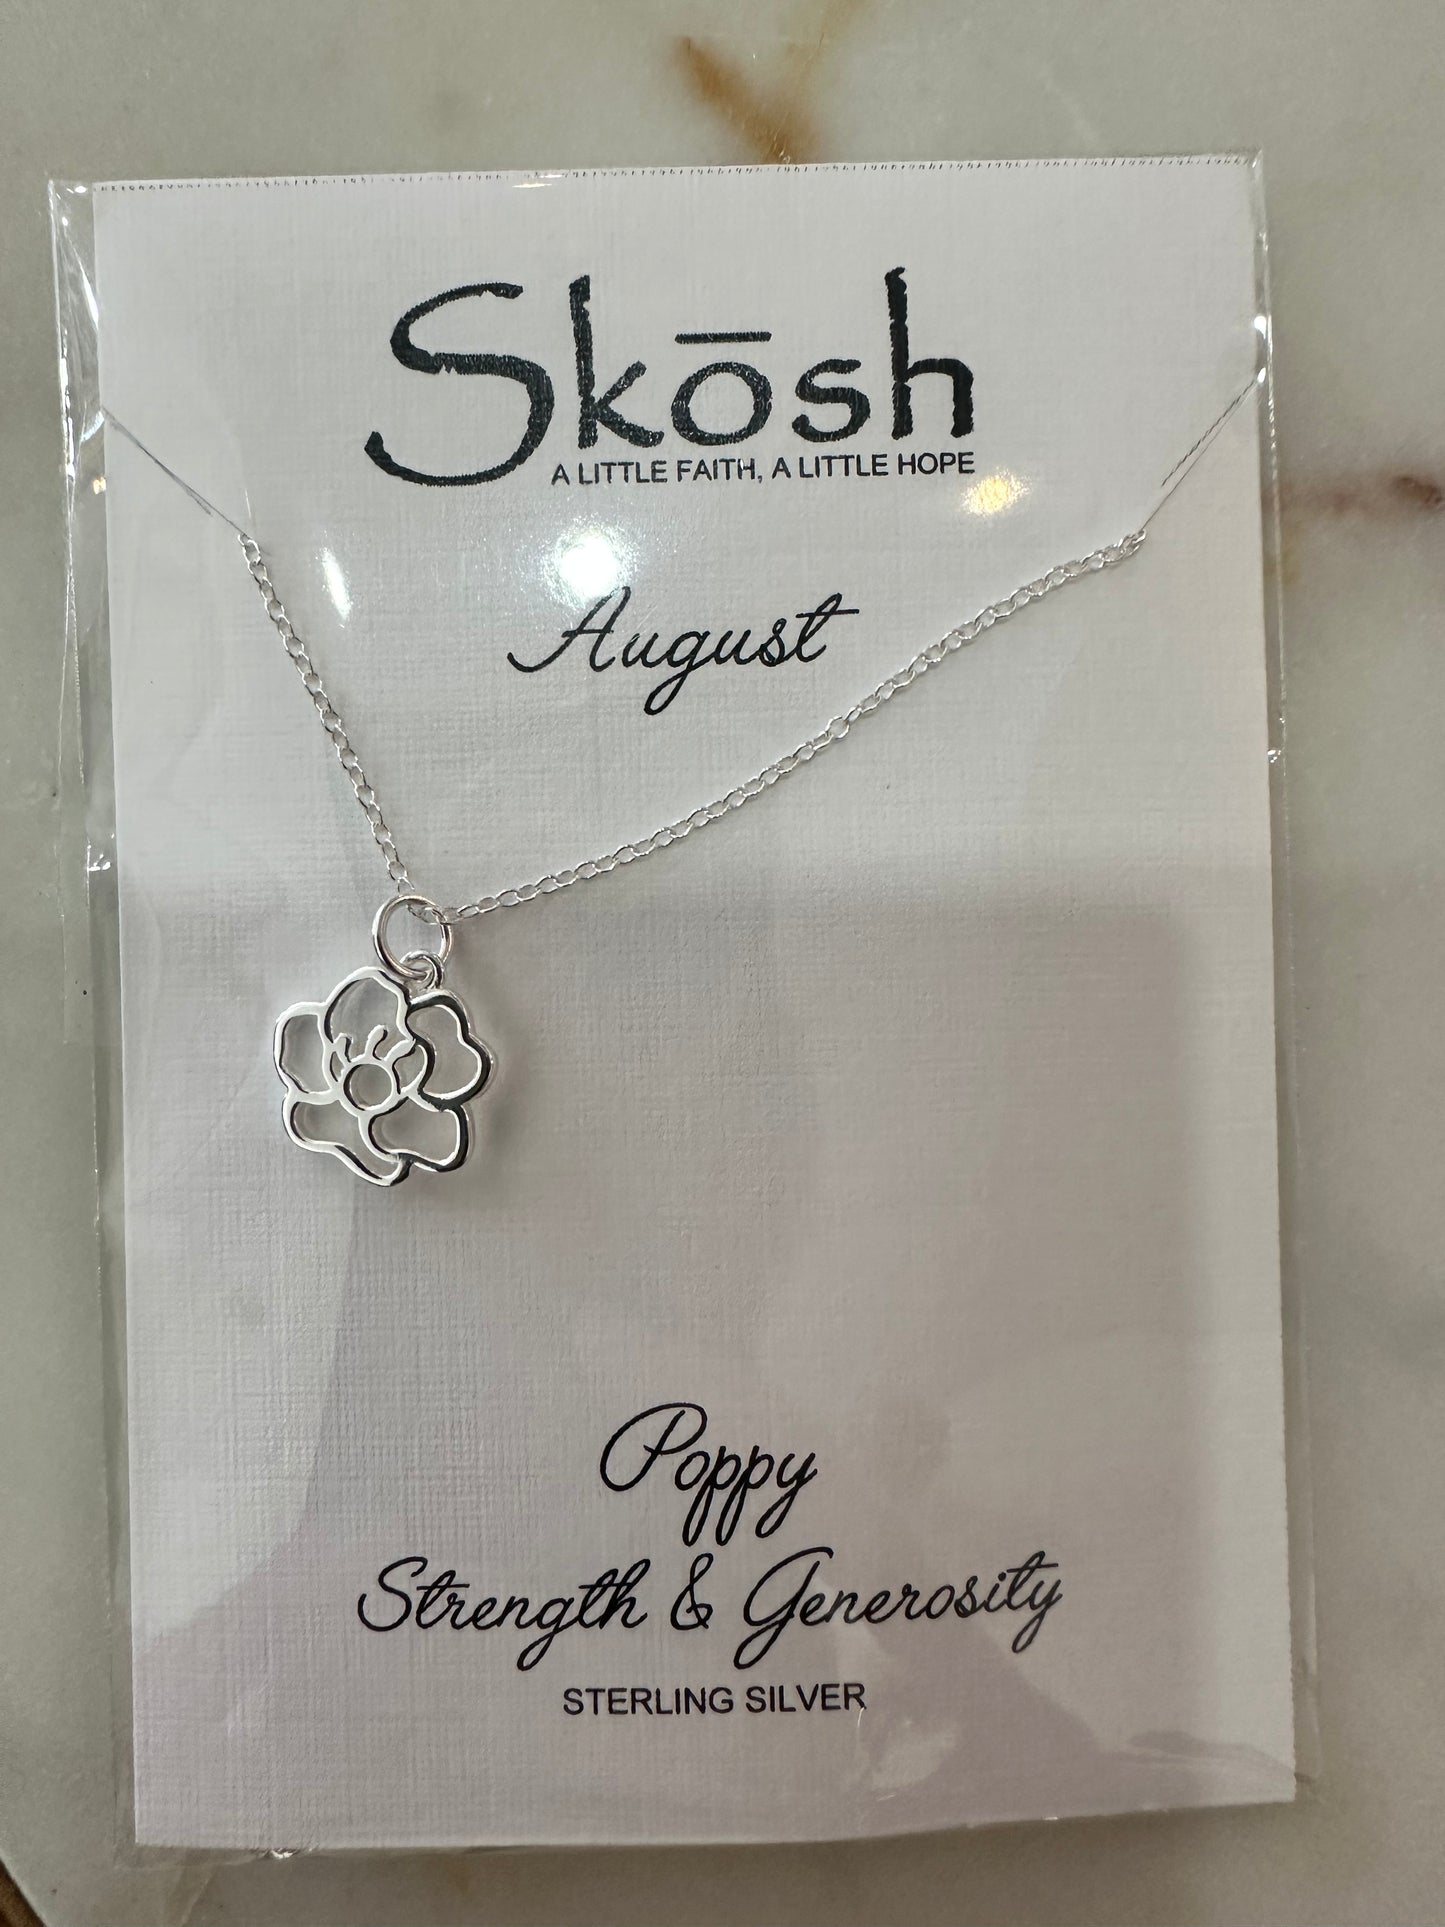 Skōsh
A LITTLE FAITH, A LITTLE HOPE
August
Poppy
Strength & Generosity
STERLING SILVER